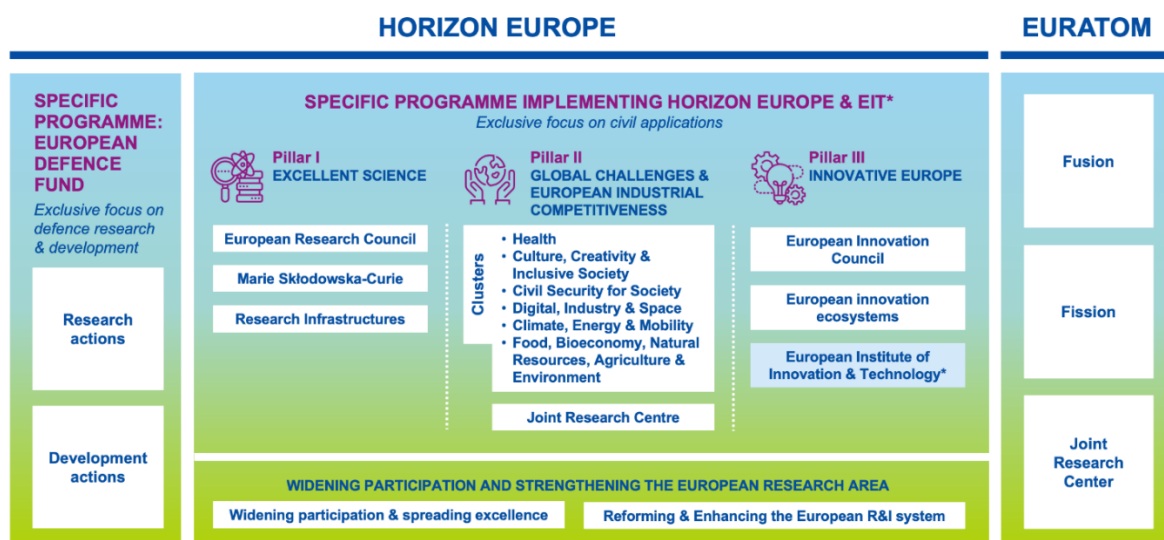 HORIZON EUROPE
EURATOM
SPECIFIC
PROGRAMME:
EUROPEAN
DEFENCE
FUND
Exclusive focus on
defence research
& development
Research
actions
Development
actions
SPECIFIC PROGRAMME IMPLEMENTING HORIZON EUROPE & EIT*
Exclusive focus on civil applications
Pillar I
EXCELLENT SCIENCE
European Research Council
Marie Skłodowska-Curie
Research Infrastructures
Pillar II
GLOBAL CHALLENGES &
EUROPEAN INDUSTRIAL
COMPETITIVENESS
Clusters
• Health
• Culture, Creativity &
Inclusive Society
• Civil Security for Society
• Digital, Industry & Space
• Climate, Energy & Mobility
• Food, Bioeconomy, Natural
Resources, Agriculture &
Environment
Joint Research Centre
Pillar III
INNOVATIVE EUROPE
European Innovation
Council
European innovation
ecosystems
European Institute of
Innovation & Technology*
WIDENING PARTICIPATION AND STRENGTHENING THE EUROPEAN RESEARCH AREA
Widening participation & spreading excellence
Reforming & Enhancing the European R&I system
Fusion
Fission
Joint
Research
Center